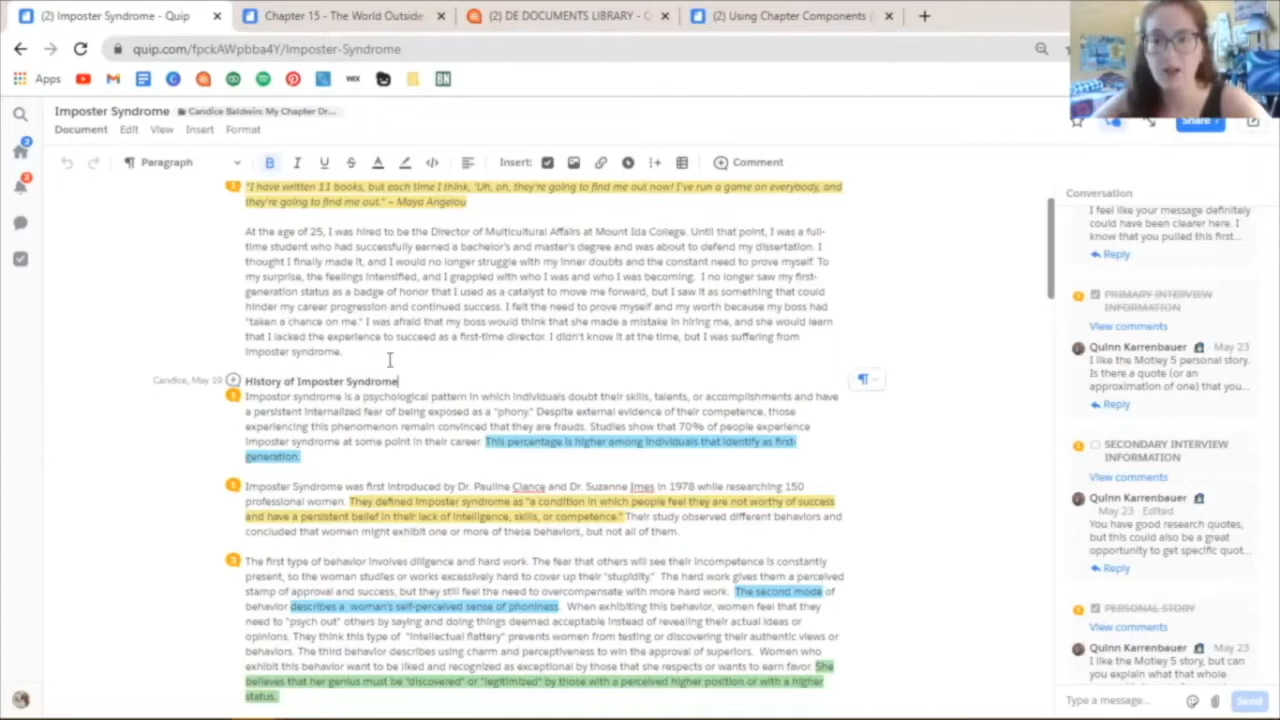 (2) Imposter Syndrome - Quip
Chapter 15 - The World Outside
(2) DE DOCUMENTS LIBRARY - Q
(2) Using Chapter Components (
quip.com/fpckAWpbba4Y/Imposter-Syndrome
Apps
WIX
BN
Imposter Syndrome
Candice Baldwin: My Chapter Dr...
Document Edit View Insert Format
Share
Paragraph
B I U S A
Insert:
Comment
"I have written 11 books, but each time I think, 'Uh, oh, they're going to find me out now! I've run a game on everybody, and
they're going to find me out." – Maya Angelou
At the age of 25, I was hired to be the Director of Multicultural Affairs at Mount Ida College. Until that point, I was a full-
time student who had successfully earned a bachelor's and master's degree and was about to defend my dissertation. I
thought I finally made it, and I would no longer struggle with my inner doubts and the constant need to prove myself. To
my surprise, the feelings intensified, and I grappled with who I was and who I was becoming. I no longer saw my first-
generation status as a badge of honor that I used as a catalyst to move me forward, but I saw it as something that could
hinder my career progression and continued success. I felt the need to prove myself and my worth because my boss had
"taken a chance on me." I was afraid that my boss would think that she made a mistake in hiring me, and she would learn
that I lacked the experience to succeed as a first-time director. I didn't know it at the time, but I was suffering from
imposter syndrome.
Candice, May 19
History of Imposter Syndrome
Impostor syndrome is a psychological pattern in which individuals doubt their skills, talents, or accomplishments and have
a persistent internalized fear of being exposed as a "phony." Despite external evidence of their competence, those
experiencing this phenomenon remain convinced that they are frauds. Studies show that 70% of people experience
Imposter syndrome at some point in their career. This percentage is higher among individuals that identify as first-
generation.
Imposter Syndrome was first introduced by Dr. Pauline Clance and Dr. Suzanne Imes in 1978 while researching 150
professional women. They defined Imposter syndrome as "a condition in which people feel they are not worthy of success
and have a persistent belief in their lack of intelligence, skills, or competence." Their study observed different behaviors and
concluded that women might exhibit one or more of these behaviors, but not all of them.
The first type of behavior involves diligence and hard work. The fear that others will see their incompetence is constantly
present, so the woman studies or works excessively hard to cover up their "stupidity." The hard work gives them a perceived
stamp of approval and success, but they still feel the need to overcompensate with more hard work. The second mode of
behavior describes a woman's self-perceived sense of phoniness. When exhibiting this behavior, women feel that they
need to "psych out" others by saying and doing things deemed acceptable instead of revealing their actual ideas or
opinions. They think this type of "intellectual flattery" prevents women from testing or discovering their authentic views or
behaviors. The third behavior describes using charm and perceptiveness to win the approval of superiors. Women who
exhibit this behavior want to be liked and recognized as exceptional by those that she respects or wants to earn favor. She
believes that her genius must be "discovered" or "legitimized" by those with a perceived higher position or with a higher
status.
Conversation
I feel like your message definitely
could have been clearer here. I
know that you pulled this first...
Reply
PRIMARY INTERVIEW
INFORMATION
View comments
Quinn Karrenbauer May 23
I like the Motley 5 personal story.
Is there a quote (or an
approximation of one) that you...
Reply
SECONDARY INTERVIEW
INFORMATION
View comments
Quinn Karrenbauer
May 23 · Edited
You have good research quotes,
but this could also be a great
opportunity to get specific quot...
Reply
PERSONAL STORY
View comments
Quinn Karrenbauer May 23
I like the Motley 5 story, but can
you explain what that whole
Type a message...
Send